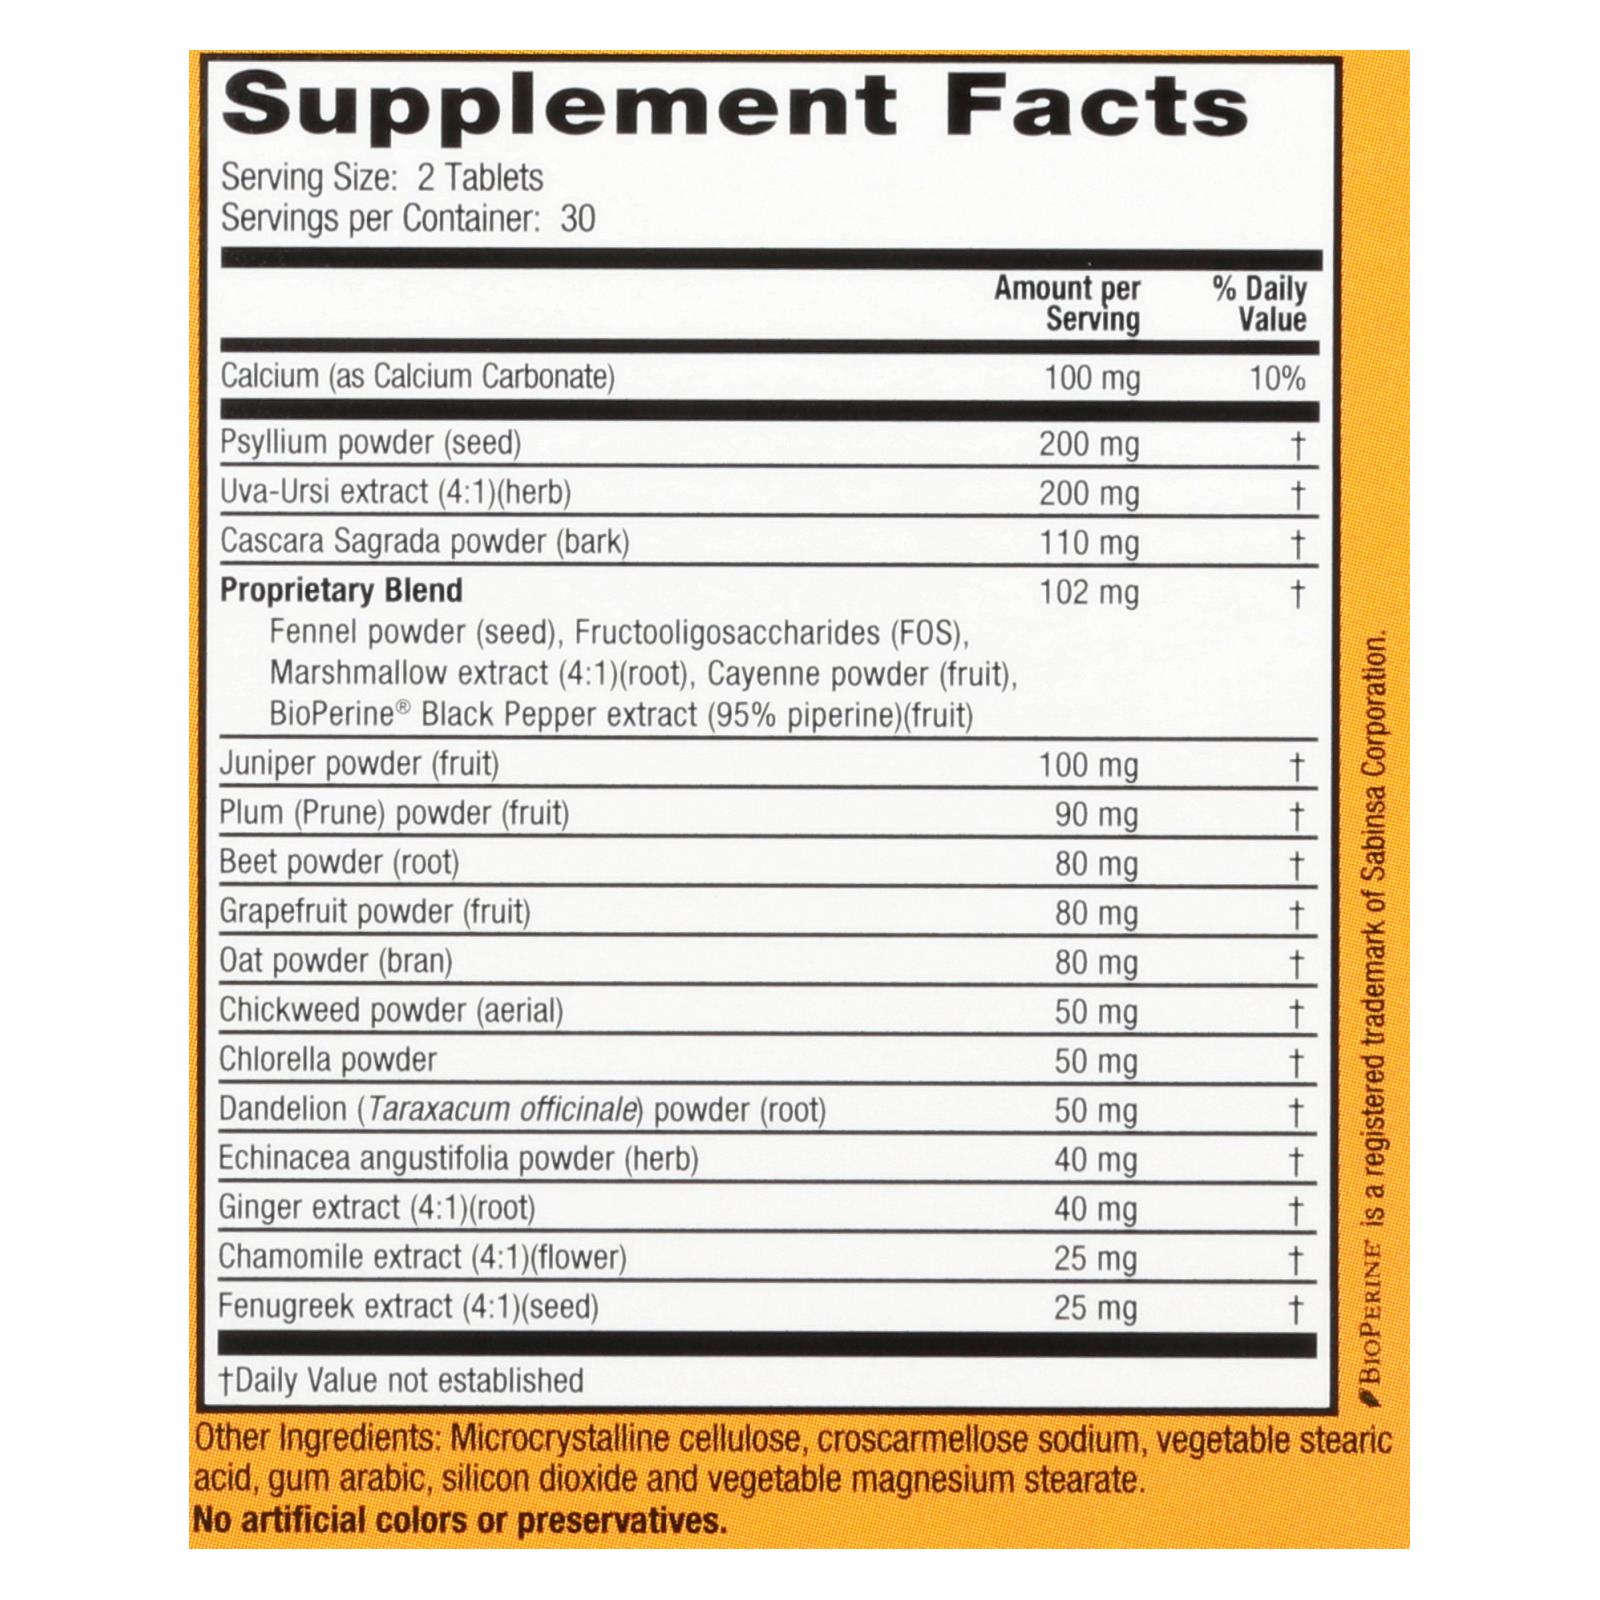 Supplement Facts
Serving Size: 2 Tablets
Servings per Container: 30
Amount per Serving % Daily Value
Calcium (as Calcium Carbonate) 100 mg 10%
Psyllium powder (seed) 200 mg †
Uva-Ursi extract (4:1)(herb) 200 mg †
Cascara Sagrada powder (bark) 110 mg †
Proprietary Blend 102 mg †
Fennel powder (seed), Fructooligosaccharides (FOS),
Marshmallow extract (4:1)(root), Cayenne powder (fruit),
BioPerine® Black Pepper extract (95% piperine)(fruit)
Juniper powder (fruit) 100 mg †
Plum (Prune) powder (fruit) 90 mg †
Beet powder (root) 80 mg †
Grapefruit powder (fruit) 80 mg †
Oat powder (bran) 80 mg †
Chickweed powder (aerial) 50 mg †
Chlorella powder 50 mg †
Dandelion (Taraxacum officinale) powder (root) 50 mg †
Echinacea angustifolia powder (herb) 40 mg †
Ginger extract (4:1)(root) 40 mg †
Chamomile extract (4:1)(flower) 25 mg †
Fenugreek extract (4:1)(seed) 25 mg †
†Daily Value not established
Other Ingredients: Microcrystalline cellulose, croscarmellose sodium, vegetable stearic
acid, gum arabic, silicon dioxide and vegetable magnesium stearate.
No artificial colors or preservatives.
BIOPERINE® is a registered trademark of Sabinsa Corporation.